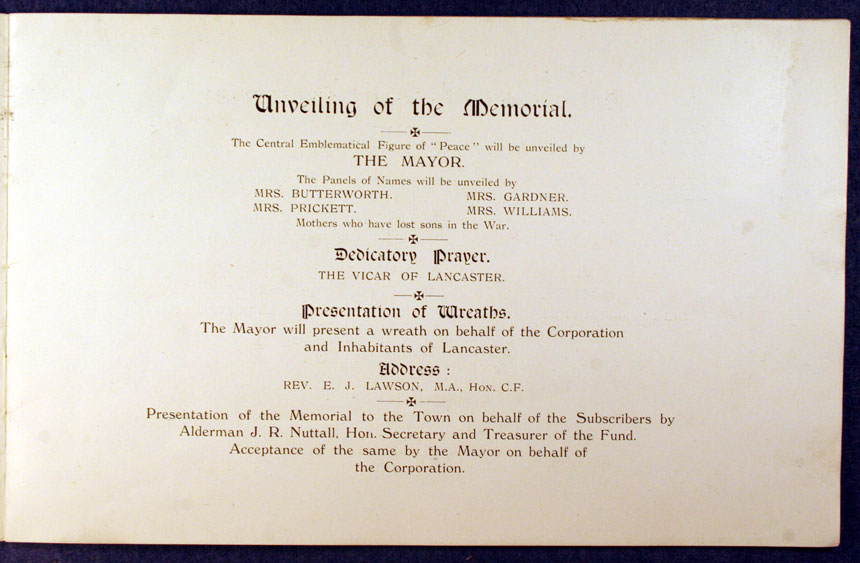 Unveiling of the Memorial.
The Central Emblematical Figure of "Peace" will be unveiled by
THE MAYOR.
The Panels of Names will be unveiled by
MRS. BUTTERWORTH. MRS. GARDNER.
MRS. PRICKETT. MRS. WILLIAMS.
Mothers who have lost sons in the War.
Dedicatory Prayer.
THE VICAR OF LANCASTER.
Presentation of Wreaths.
The Mayor will present a wreath on behalf of the Corporation
and Inhabitants of Lancaster.
Address :
REV. E. J. LAWSON, M.A., HON. C.F.
Presentation of the Memorial to the Town on behalf of the Subscribers by
Alderman J. R. Nuttall, Hon. Secretary and Treasurer of the Fund.
Acceptance of the same by the Mayor on behalf of
the Corporation.